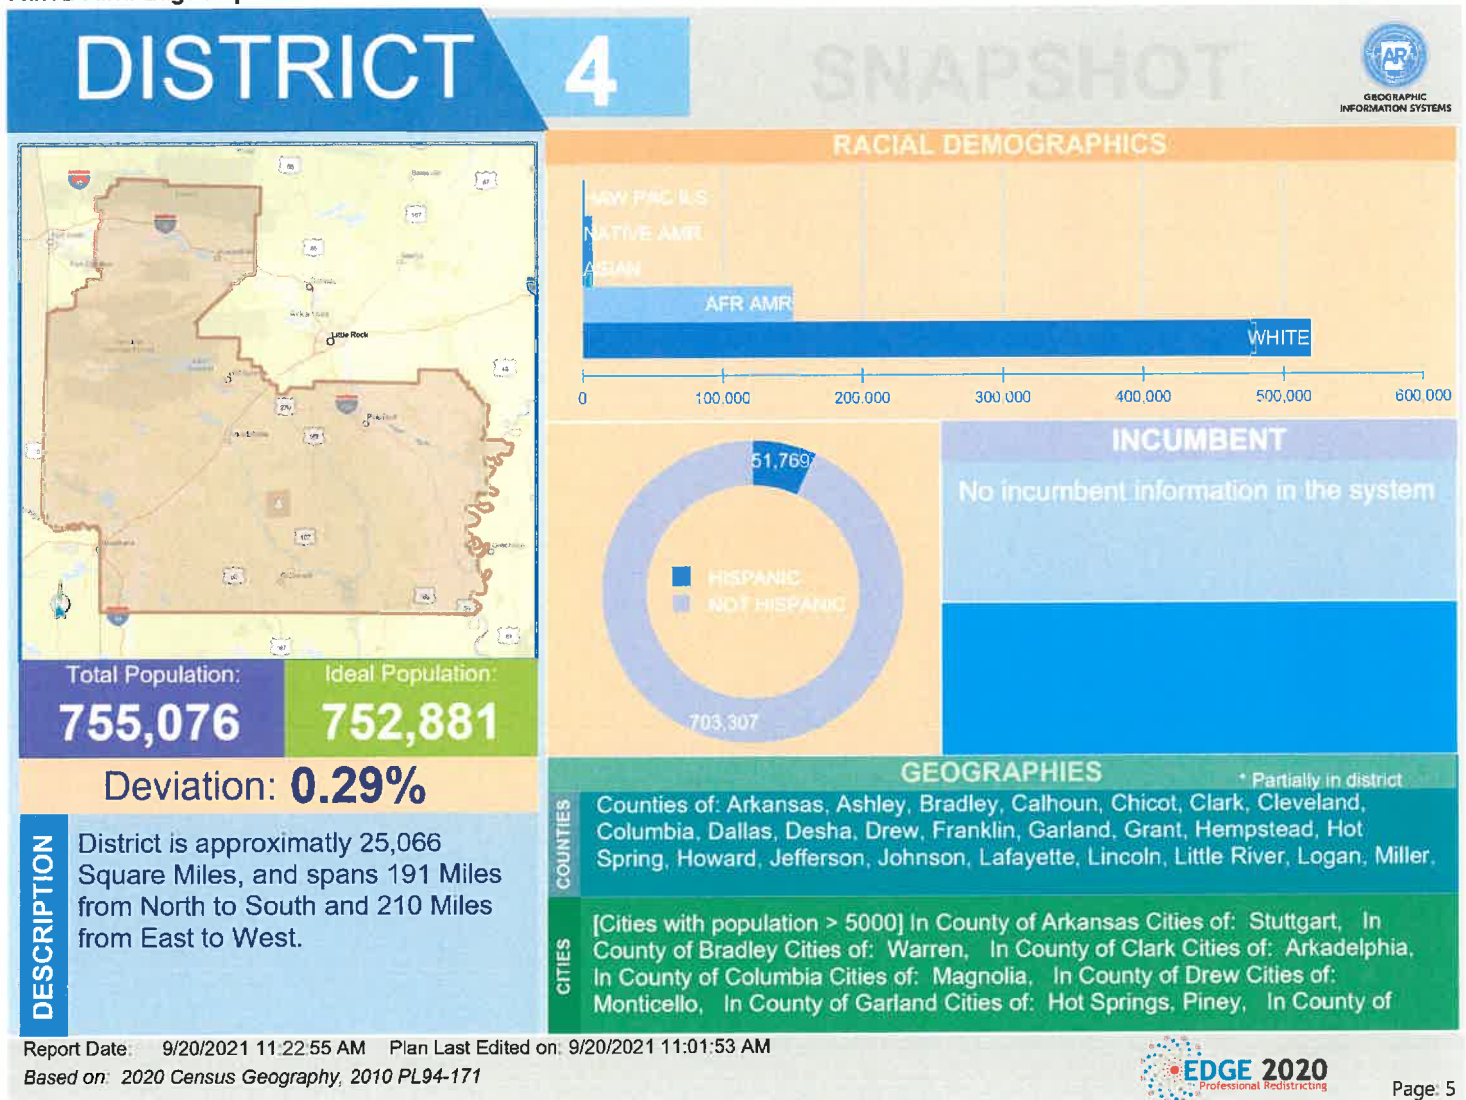 DISTRICT 4 SNAPSHOT
AR
GEOGRAPHIC
INFORMATION SYSTEMS
Little Rock
Total Population:
755,076
Ideal Population:
752,881
Deviation: 0.29%
DESCRIPTION
District is approximatly 25,066
Square Miles, and spans 191 Miles
from North to South and 210 Miles
from East to West.
RACIAL DEMOGRAPHICS
HAW PAC ILS
NATIVE AMR
ASIAN
AFR AMR
WHITE
0 100,000 200,000 300,000 400,000 500,000 600,000
51,769
HISPANIC
NOT HISPANIC
703,307
INCUMBENT
No incumbent information in the system
GEOGRAPHIES
* Partially in district
COUNTIES
Counties of: Arkansas, Ashley, Bradley, Calhoun, Chicot, Clark, Cleveland,
Columbia, Dallas, Desha, Drew, Franklin, Garland, Grant, Hempstead, Hot
Spring, Howard, Jefferson, Johnson, Lafayette, Lincoln, Little River, Logan, Miller,
CITIES
[Cities with population > 5000] In County of Arkansas Cities of: Stuttgart, In
County of Bradley Cities of: Warren, In County of Clark Cities of: Arkadelphia,
In County of Columbia Cities of: Magnolia, In County of Drew Cities of:
Monticello, In County of Garland Cities of: Hot Springs, Piney, In County of
Report Date: 9/20/2021 11:22:55 AM Plan Last Edited on: 9/20/2021 11:01:53 AM
Based on: 2020 Census Geography, 2010 PL94-171
EDGE 2020
Professional Redistricting
Page: 5